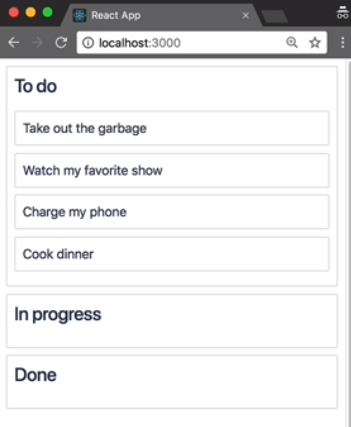 React App
localhost:3000
To do
Take out the garbage
Watch my favorite show
Charge my phone
Cook dinner
In progress
Done